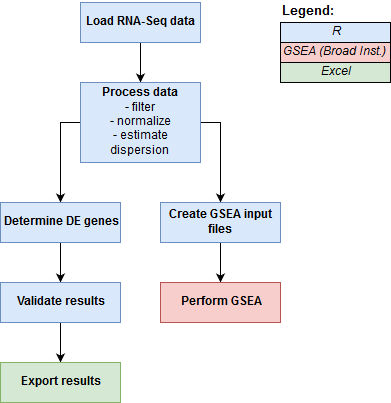 Load RNA-Seq data
Legend:
R
GSEA (Broad Inst.)
Excel
Process data
- filter
- normalize
- estimate
dispersion
Determine DE genes
Create GSEA input
files
Validate results
Perform GSEA
Export results